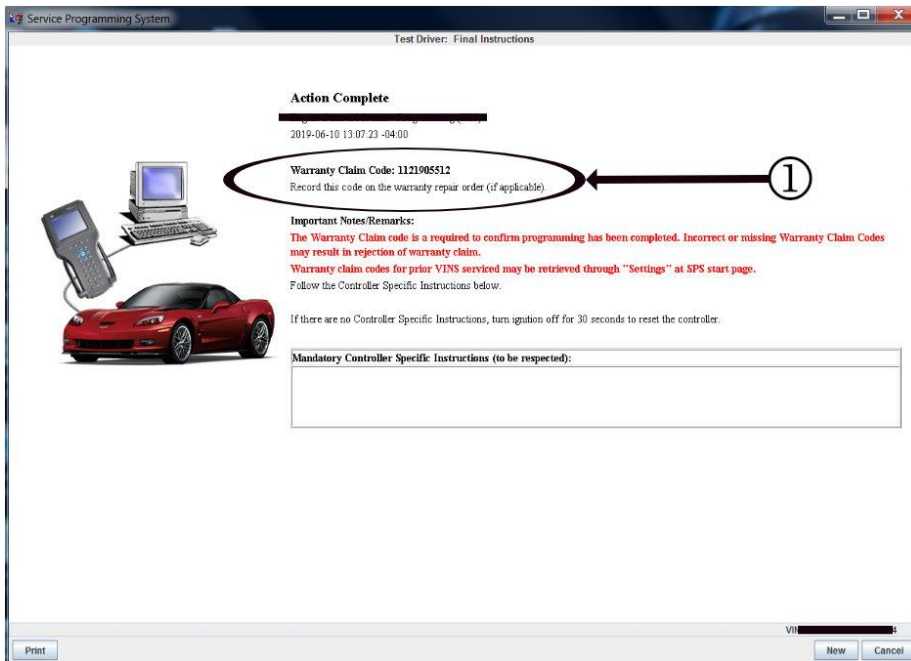 Service Programming System
Test Driver: Final Instructions
Action Complete
2019-06-10 13:07:23 -04:00
Warranty Claim Code: 1121905512
Record this code on the warranty repair order (if applicable).
1
Important Notes/Remarks:
The Warranty Claim code is a required to confirm programming has been completed. Incorrect or missing Warranty Claim Codes
may result in rejection of warranty claim.
Warranty claim codes for prior VINS serviced may be retrieved through "Settings" at SPS start page.
Follow the Controller Specific Instructions below.
If there are no Controller Specific Instructions, turn ignition off for 30 seconds to reset the controller.
Mandatory Controller Specific Instructions (to be respected):
VIN 4
Print New Cancel